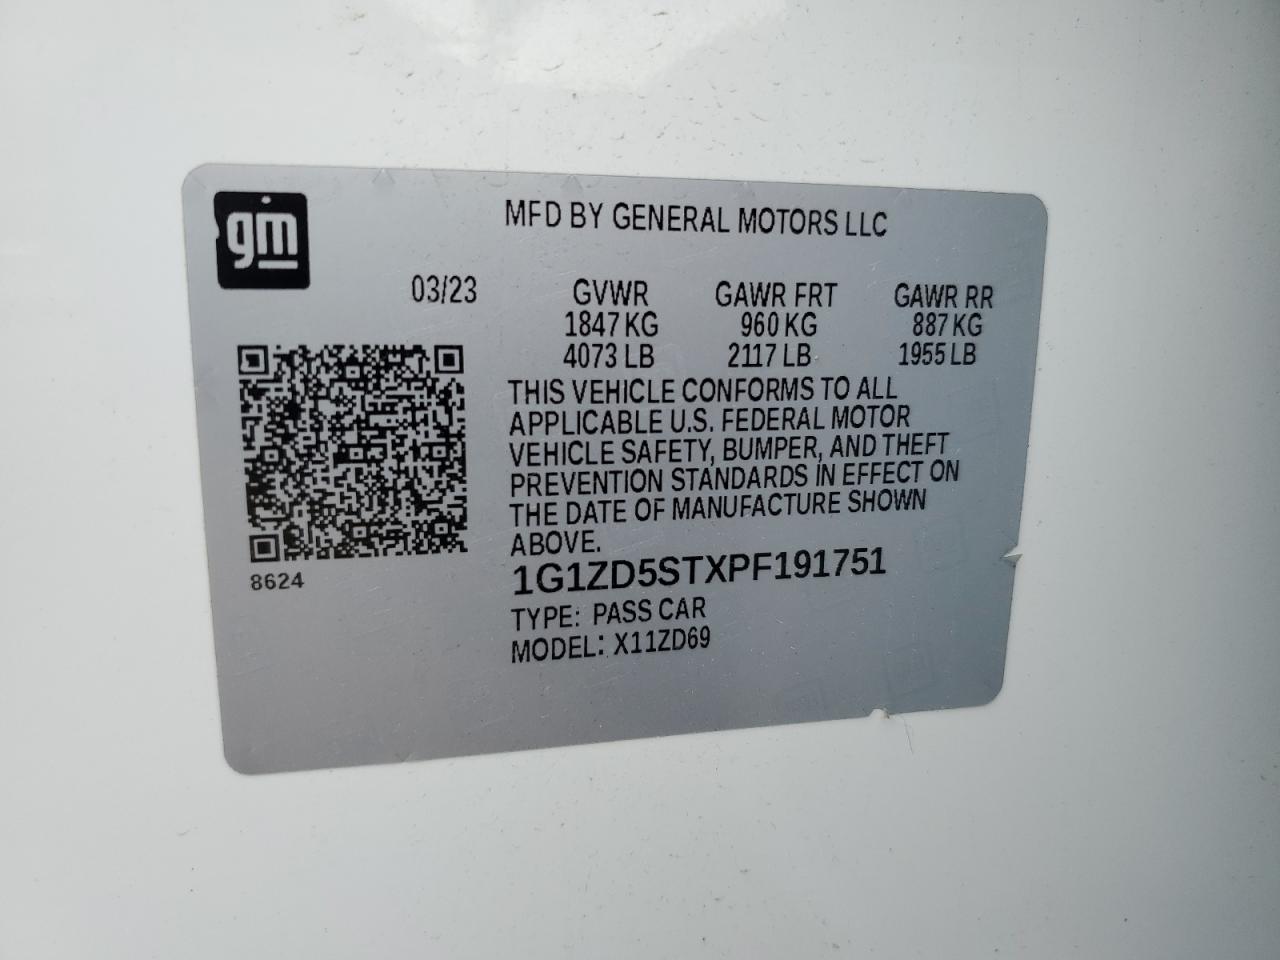 gm
MFD BY GENERAL MOTORS LLC
03/23 GVWR GAWR FRT GAWR RR
1847 KG 960 KG 887 KG
4073 LB 2117 LB 1955 LB
THIS VEHICLE CONFORMS TO ALL
APPLICABLE U.S. FEDERAL MOTOR
VEHICLE SAFETY, BUMPER, AND THEFT
PREVENTION STANDARDS IN EFFECT ON
THE DATE OF MANUFACTURE SHOWN
ABOVE.
8624
1G1ZD5STXPF191751
TYPE: PASS CAR
MODEL: X11ZD69